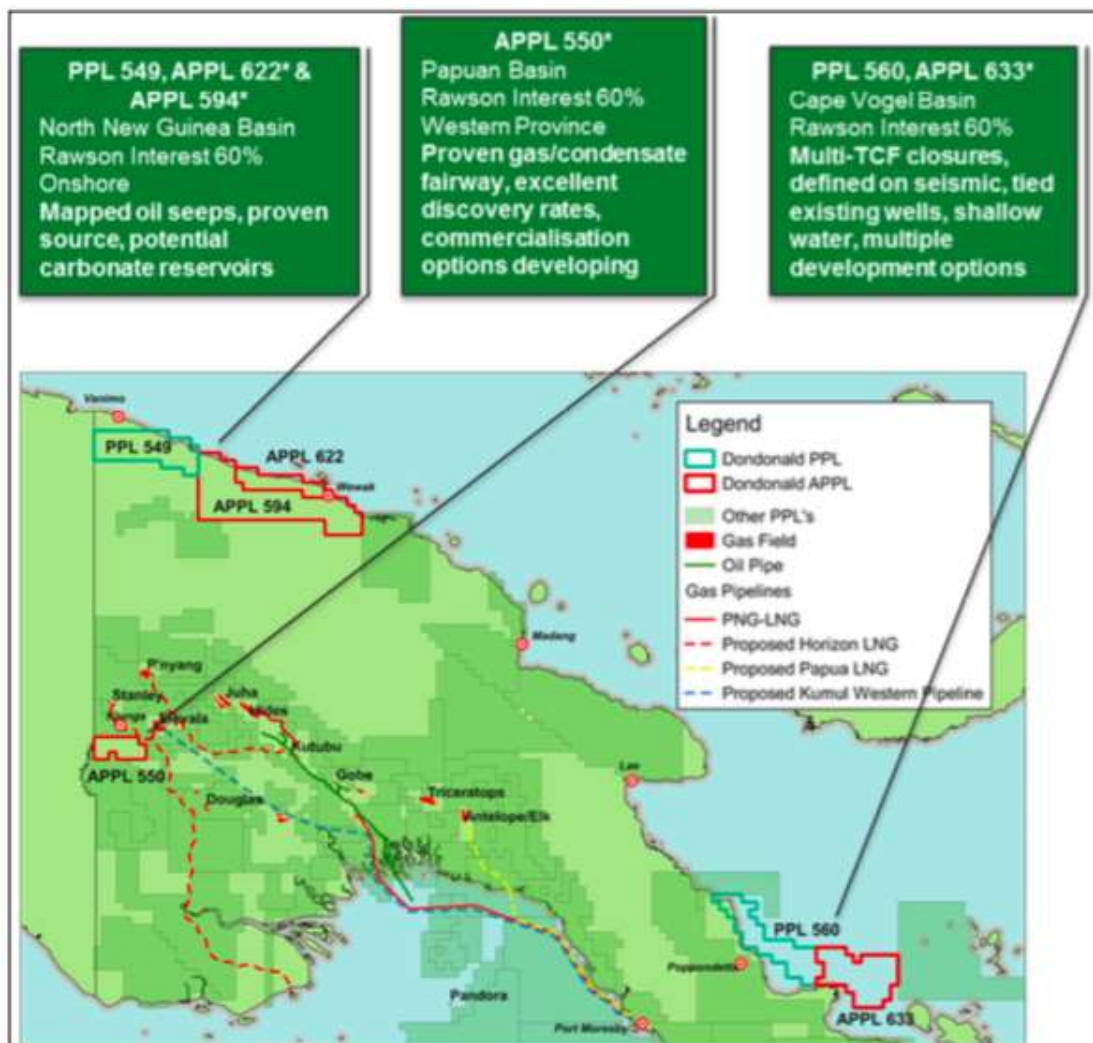 PPL 549, APPL 622* &
APPL 594*
North New Guinea Basin
Rawson Interest 60%
Onshore
Mapped oil seeps, proven
source, potential
carbonate reservoirs
APPL 550*
Papuan Basin
Rawson Interest 60%
Western Province
Proven gas/condensate
fairway, excellent
discovery rates,
commercialisation
options developing
PPL 560, APPL 633*
Cape Vogel Basin
Rawson Interest 60%
Multi-TCF closures,
defined on seismic, tied
existing wells, shallow
water, multiple
development options
Vanimo
PPL 549
APPL 622
Wewak
APPL 594
Legend
Dondonald PPL
Dondonald APPL
Other PPL's
Gas Field
Oil Pipe
Gas Pipelines
PNG-LNG
Proposed Horizon LNG
Proposed Papua LNG
Proposed Kumul Western Pipeline
Madang
P'nyang
Stanley
Juha
Kutubu
APPL 550
Gobe
Lae
Douglas
Triceratops
Antelope/Elk
PPL 560
Poppondetta
Pandora
Port Moresby
APPL 633